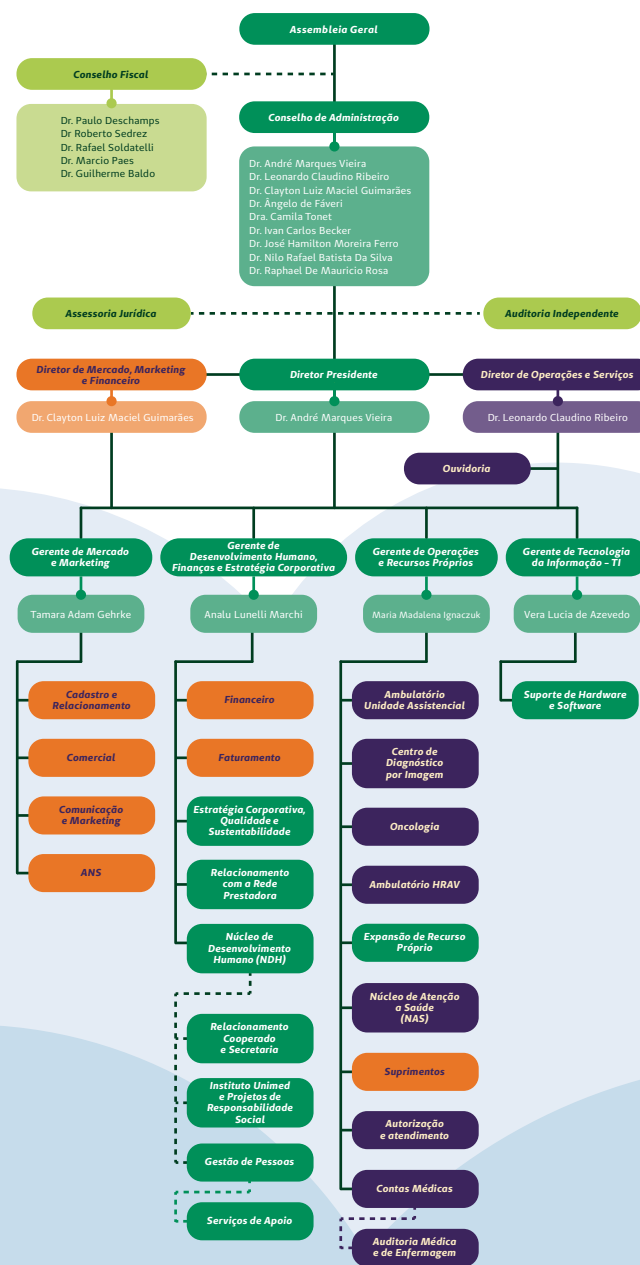 Assembleia Geral
Conselho Fiscal
Dr. Paulo Deschamps
Dr Roberto Sedrez
Dr. Rafael Soldatelli
Dr. Marcio Paes
Dr. Guilherme Baldo
Conselho de Administração
Dr. André Marques Vieira
Dr. Leonardo Claudino Ribeiro
Dr. Clayton Luiz Maciel Guimarães
Dr. Ângelo de Fáveri
Dra. Camila Tonet
Dr. Ivan Carlos Becker
Dr. José Hamilton Moreira Ferro
Dr. Nilo Rafael Batista Da Silva
Dr. Raphael De Mauricio Rosa
Assessoria Jurídica
Auditoria Independente
Diretor de Mercado, Marketing
e Financeiro
Dr. Clayton Luiz Maciel Guimarães
Diretor Presidente
Dr. André Marques Vieira
Diretor de Operações e Serviços
Dr. Leonardo Claudino Ribeiro
Ouvidoria
Gerente de Mercado
e Marketing
Tamara Adam Gehrke
Cadastro e
Relacionamento
Comercial
Comunicação
e Marketing
ANS
Gerente de
Desenvolvimento Humano,
Finanças e Estratégia Corporativa
Analu Lunelli Marchi
Financeiro
Faturamento
Estratégia Corporativa,
Qualidade e
Sustentabilidade
Relacionamento
com a Rede
Prestadora
Núcleo de
Desenvolvimento
Humano (NDH)
Relacionamento
Cooperado
e Secretaria
Instituto Unimed
e Projetos de
Responsabilidade
Social
Gestão de Pessoas
Serviços de Apoio
Gerente de Operações
e Recursos Próprios
Maria Madalena Ignaczuk
Ambulatório
Unidade Assistencial
Centro de
Diagnóstico
por Imagem
Oncologia
Ambulatório HRAV
Expansão de Recurso
Próprio
Núcleo de Atenção
a Saúde
(NAS)
Suprimentos
Autorização
e atendimento
Contas Médicas
Auditoria Médica
e de Enfermagem
Gerente de Tecnologia
da Informação - TI
Vera Lucia de Azevedo
Suporte de Hardware
e Software